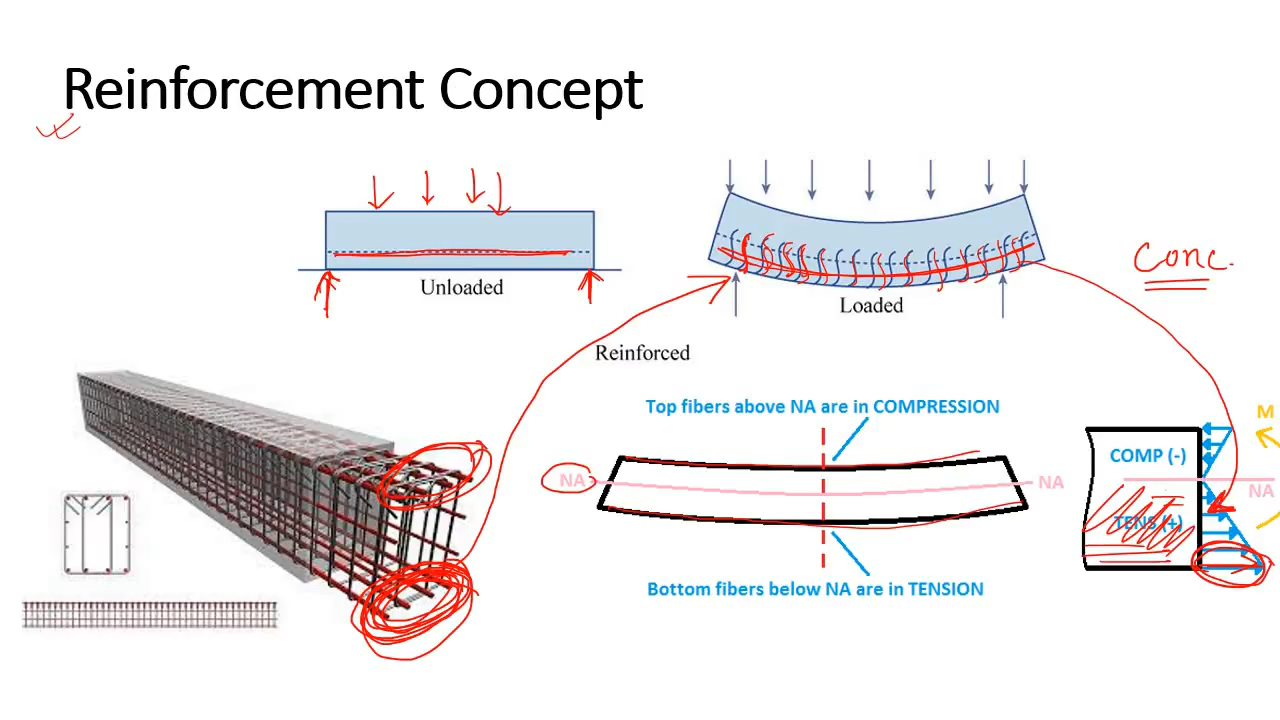 Reinforcement Concept
Unloaded
Loaded
Conc.
Reinforced
Top fibers above NA are in COMPRESSION
M
COMP (-)
NA
NA
NA
TENS (+)
Bottom fibers below NA are in TENSION